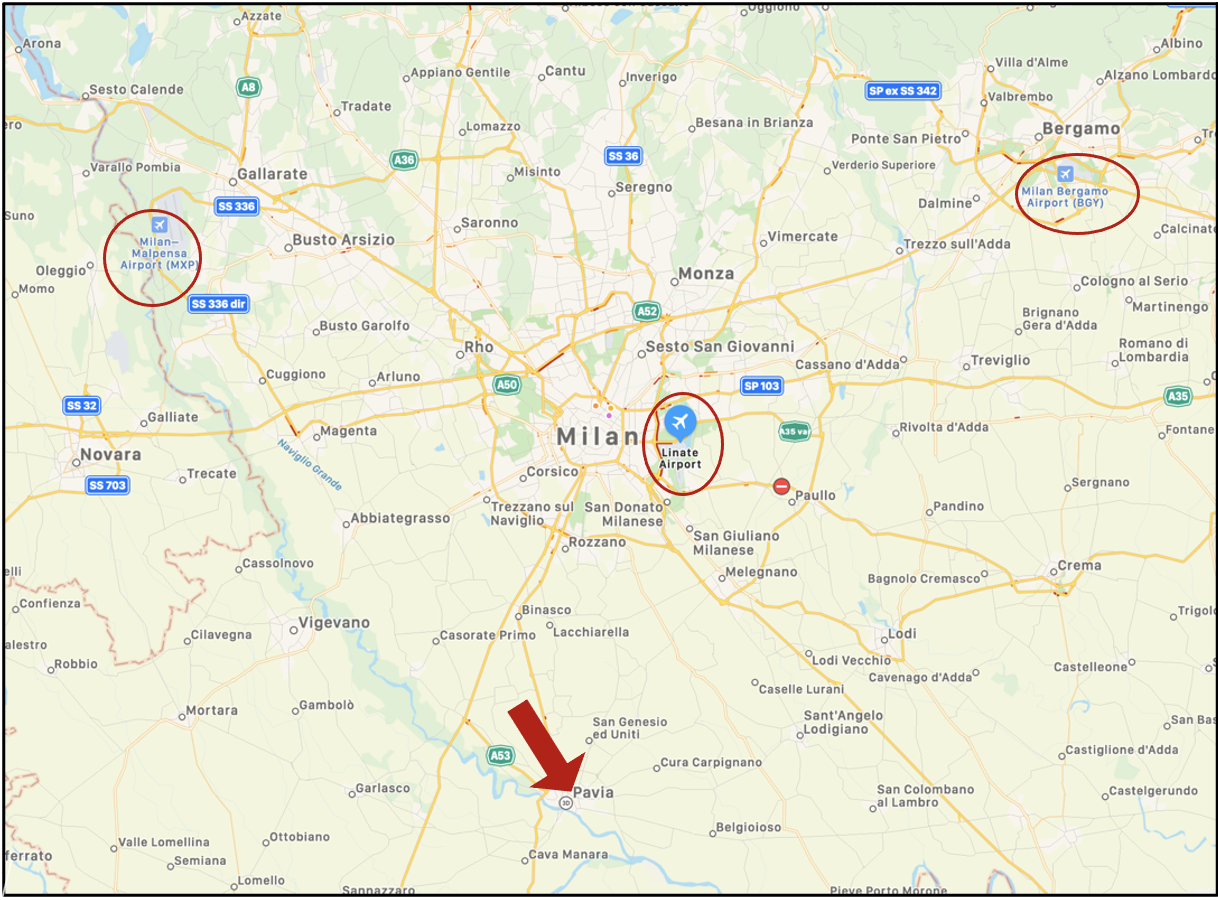 Oggiono
Azzate
Arona
Albino
Villa d'Alme
Appiano Gentile
Cantu
Inverigo
Alzano Lombardo
Sesto Calende
A8
SP ex SS 342
Valbrembo
Tradate
Besana in Brianza
Lomazzo
Bergamo
Ponte San Pietro
A36
SS 36
Varallo Pombia
Misinto
Verderio Superiore
Gallarate
Seregno
Milan Bergamo
Airport (BGY)
SS 336
Dalmine
Suno
Saronno
Vimercate
Calcinate
Milan–
Malpensa
Airport (MXP)
Busto Arsizio
Trezzo sull'Adda
Oleggio
Monza
Cologno al Serio
Momo
SS 336 dir
Martinengo
A52
Brignano
Gera d'Adda
Busto Garolfo
Rho
Sesto San Giovanni
Romano di
Lombardia
Cassano d'Adda
Treviglio
Cuggiono
Arluno
A50
SP 103
A35
SS 32
Galliate
Magenta
Milan
Linate
Airport
A35 var
Rivolta d'Adda
Fontane
Novara
Naviglio Grande
Trecate
Corsico
SS 703
Sergnano
Paullo
Pandino
Trezzano sul
Naviglio
San Donato
Milanese
Abbiategrasso
San Giuliano
Milanese
Rozzano
Cassolnovo
Melegnano
Bagnolo Cremasco
Crema
Confienza
Binasco
Vigevano
Lacchiarella
Cilavegna
Casorate Primo
Lodi
Robbio
Lodi Vecchio
Castelleone
Cavenago d'Adda
Caselle Lurani
Mortara
Gambolò
San Genesio
ed Uniti
Sant'Angelo
Lodigiano
A53
Castiglione d'Adda
Cura Carpignano
Garlasco
3D
Pavia
San Colombano
al Lambro
Castelgerundo
Belgioioso
Valle Lomellina
Ottobiano
Cava Manara
Semiana
Lomello
Sannazzaro
Pieve Porto Morone